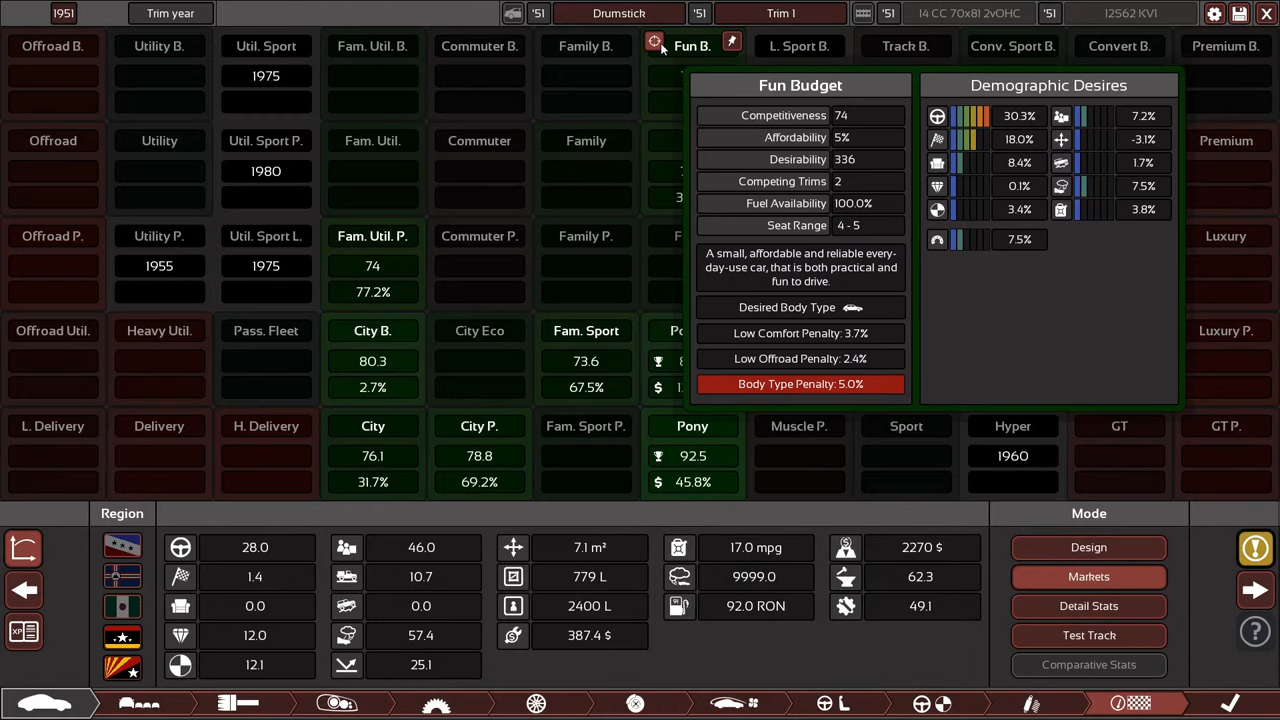 1951 Trim year '51 Drumstick '51 Trim 1 '51 I4 CC 70x81 2vOHC '51 12562 KV1
Offroad B. Utility B. Util. Sport Fam. Util. B. Commuter B. Family B. Fun B. L. Sport B. Track B. Conv. Sport B. Convert. B. Premium B.
1975
Fun Budget
Competitiveness 74
Affordability 5%
Desirability 336
Competing Trims 2
Fuel Availability 100.0%
Seat Range 4 - 5
A small, affordable and reliable every-
day-use car, that is both practical and
fun to drive.
Desired Body Type
Low Comfort Penalty: 3.7%
Low Offroad Penalty: 2.4%
Body Type Penalty: 5.0%
Demographic Desires
30.3% 7.2%
18.0% -3.1%
8.4% 1.7%
0.1% 7.5%
3.4% 3.8%
7.5%
Offroad Utility Util. Sport P. Fam. Util. Commuter Family Premium
1980
Offroad P. Utility P. Util. Sport L. Fam. Util. P. Commuter P. Family P. Luxury
1955 1975 74
77.2%
Offroad Util. Heavy Util. Pass. Fleet City B. City Eco Fam. Sport Luxury P.
80.3 73.6
2.7% $ 67.5%
L. Delivery Delivery H. Delivery City City P. Fam. Sport P. Pony Muscle P. Sport Hyper GT GT P.
76.1 78.8 92.5 1960
31.7% 69.2% $ 45.8%
Region Mode
28.0 46.0 7.1 m² 17.0 mpg 2270 $ Design
1.4 10.7 779 L 9999.0 62.3 Markets
0.0 0.0 2400 L 92.0 RON 49.1 Detail Stats
12.0 57.4 387.4 $ Test Track
XP 12.1 25.1 Comparative Stats